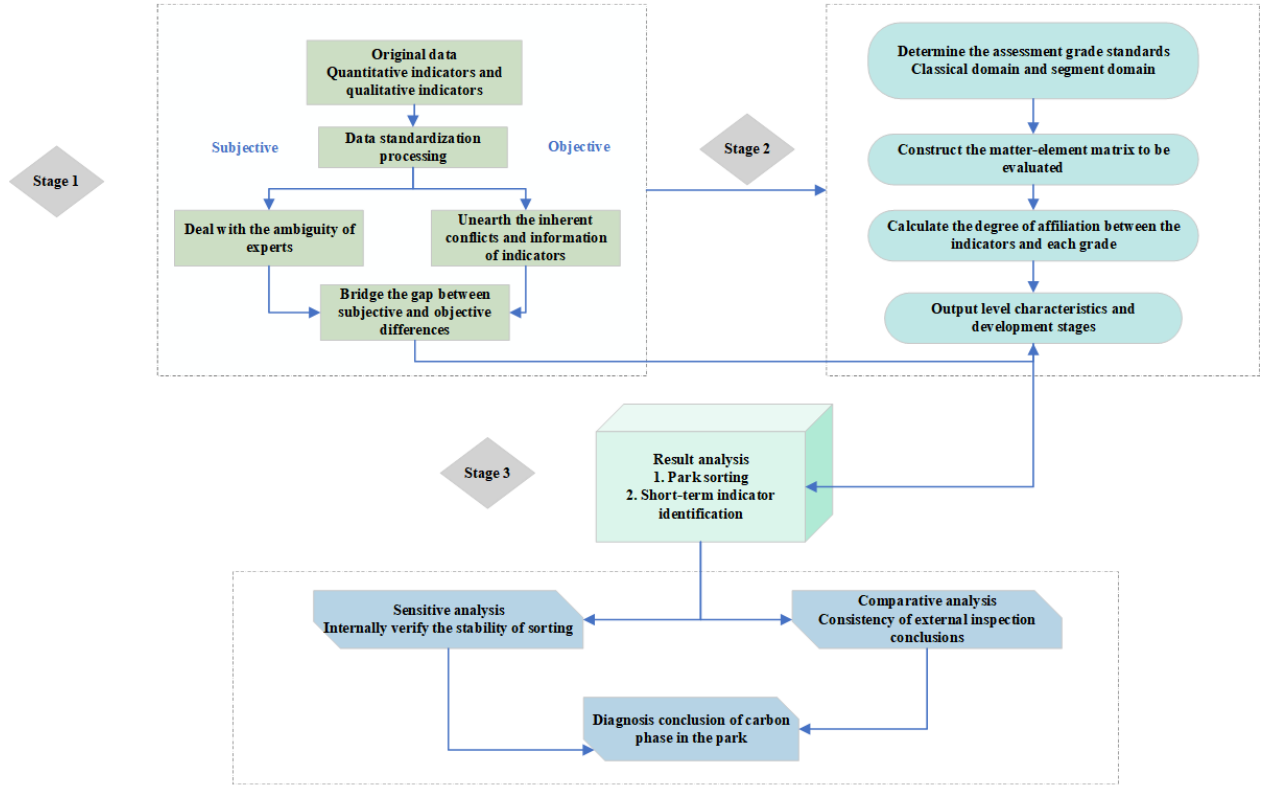 Stage 1
Original data
Quantitative indicators and
qualitative indicators
Data standardization
processing
Subjective
Objective
Deal with the ambiguity of
experts
Unearth the inherent
conflicts and information
of indicators
Bridge the gap between
subjective and objective
differences
Stage 2
Determine the assessment grade standards
Classical domain and segment domain
Construct the matter-element matrix to be
evaluated
Calculate the degree of affiliation between the
indicators and each grade
Output level characteristics and
development stages
Stage 3
Result analysis
1. Park sorting
2. Short-term indicator
identification
Sensitive analysis
Internally verify the stability of sorting
Comparative analysis
Consistency of external inspection
conclusions
Diagnosis conclusion of carbon
phase in the park